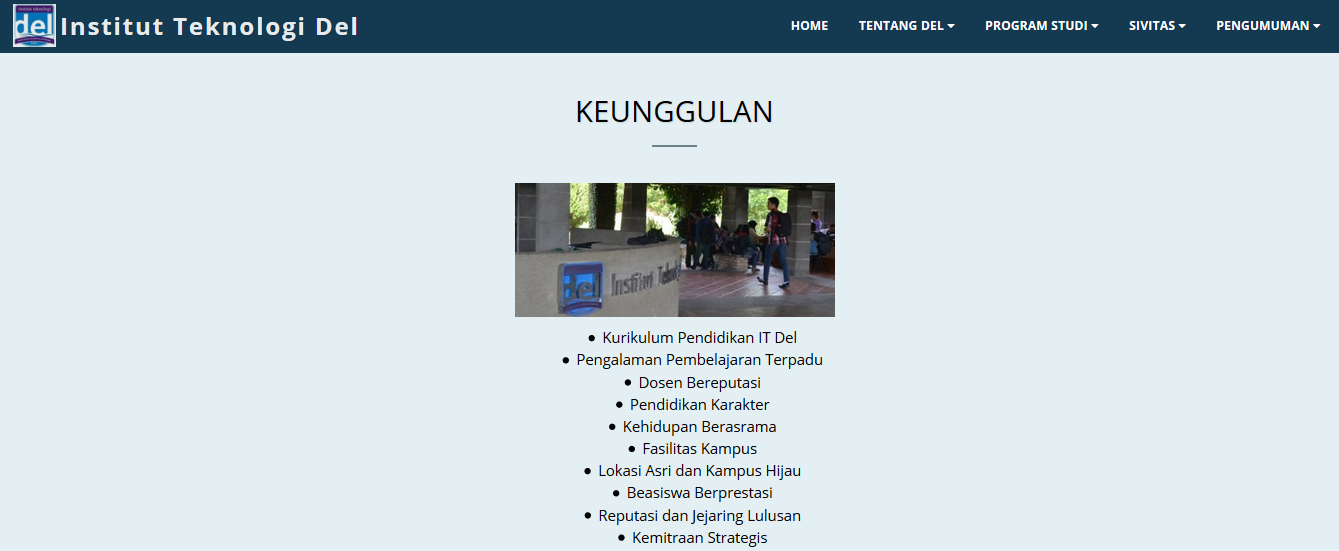 del Institut Teknologi Del
HOME TENTANG DEL PROGRAM STUDI SIVITAS PENGUMUMAN
KEUNGGULAN
del Institut
Kurikulum Pendidikan IT Del
Pengalaman Pembelajaran Terpadu
Dosen Bereputasi
Pendidikan Karakter
Kehidupan Berasrama
Fasilitas Kampus
Lokasi Asri dan Kampus Hijau
Beasiswa Berprestasi
Reputasi dan Jejaring Lulusan
Kemitraan Strategis